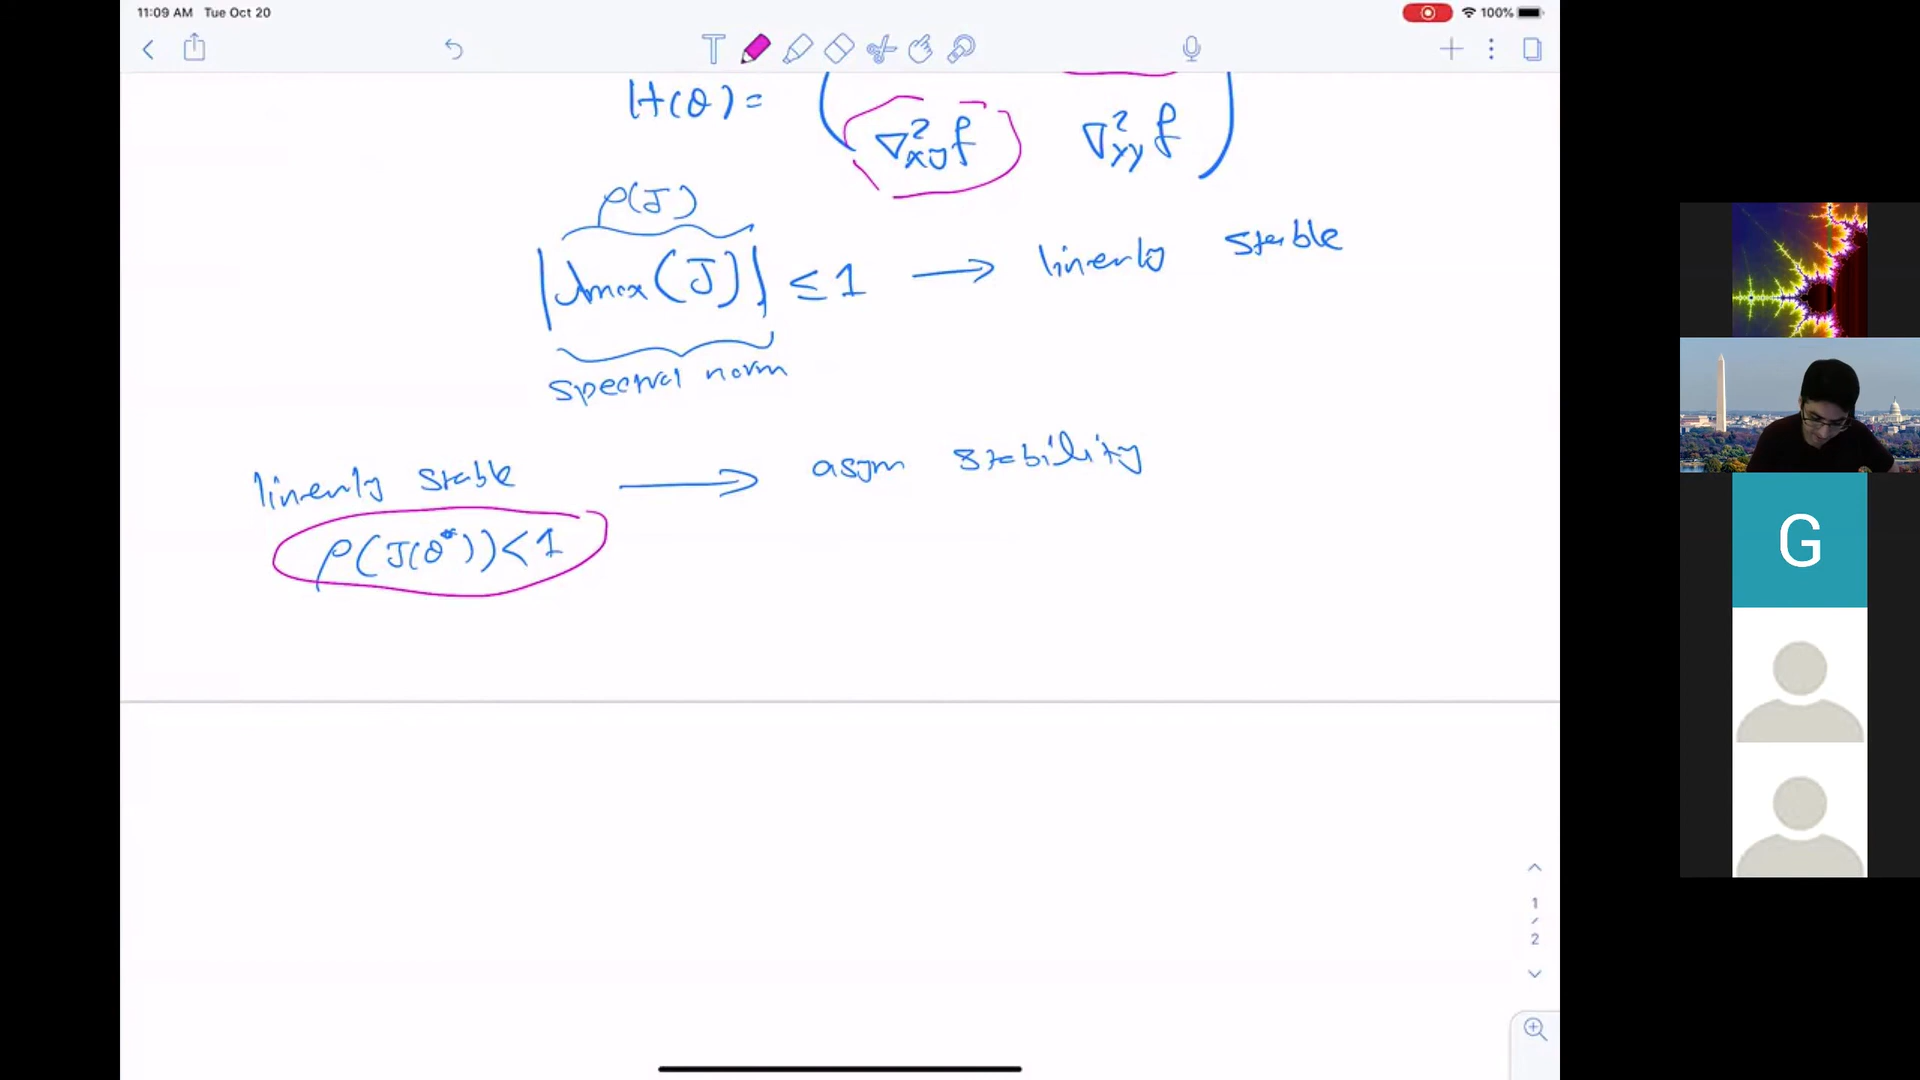 11:09 AM Tue Oct 20
100%
H(θ) =
∇²xy f ∇²yy f
ρ(J)
|λmax(J)| ≤ 1 → linearly stable
spectral norm
linearly stable → asym stability
ρ(J(θ*)) < 1
G
1
/
2